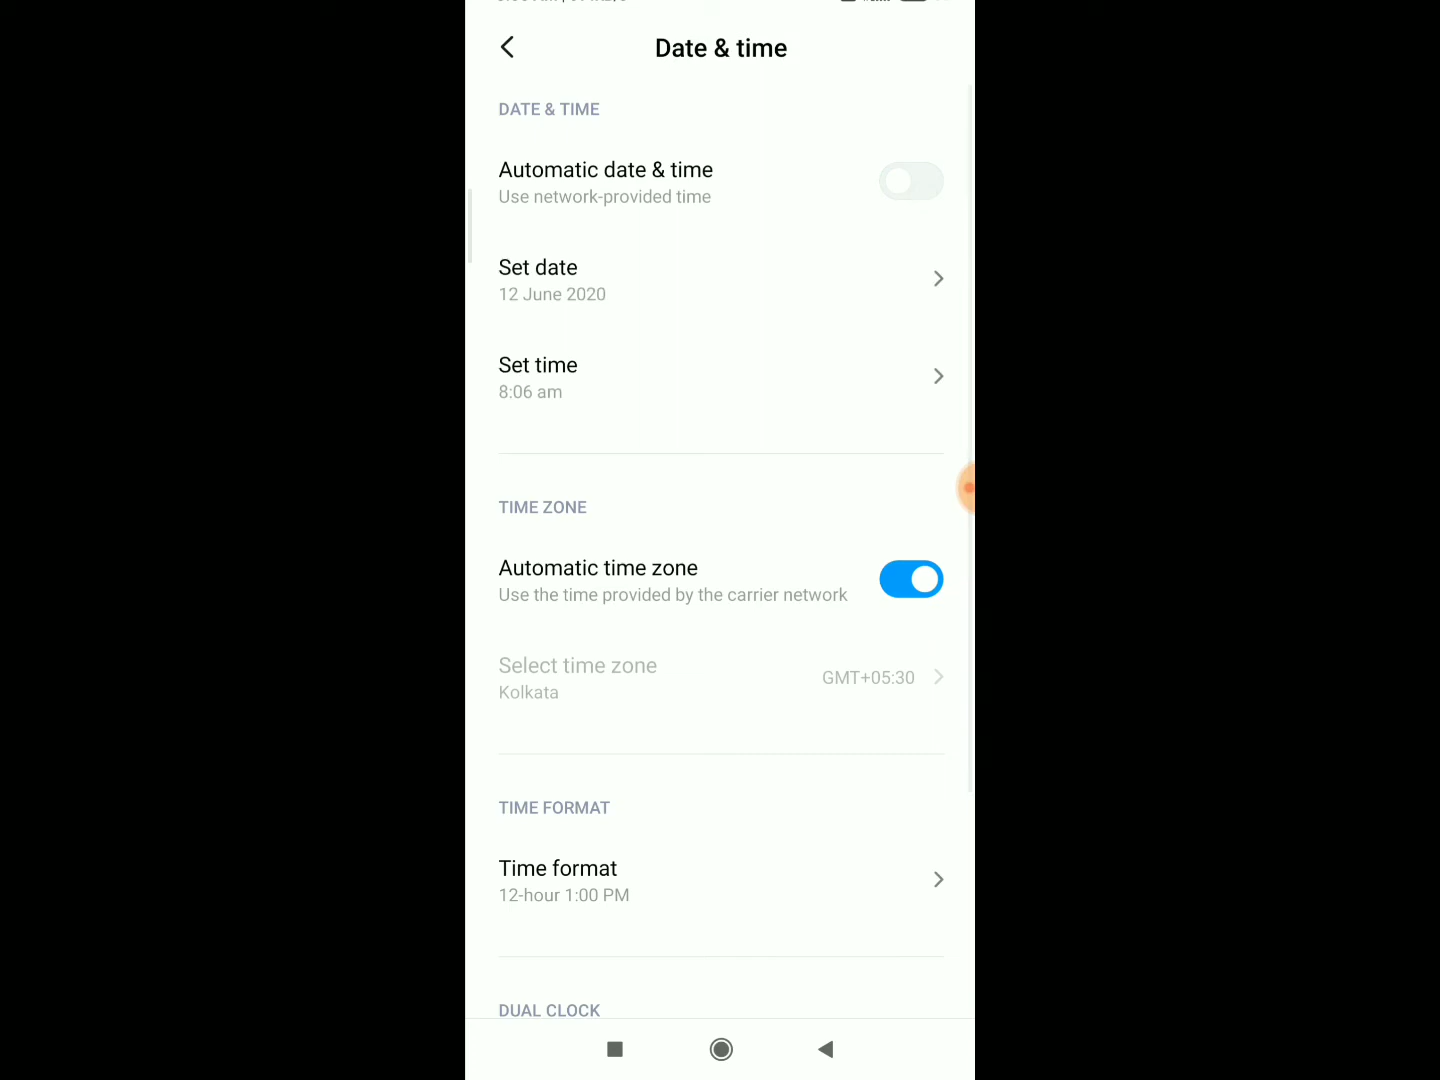 Date & time
DATE & TIME
Automatic date & time
Use network-provided time
Set date
12 June 2020
Set time
8:06 am
TIME ZONE
Automatic time zone
Use the time provided by the carrier network
Select time zone
Kolkata
GMT+05:30
TIME FORMAT
Time format
12-hour 1:00 PM
DUAL CLOCK